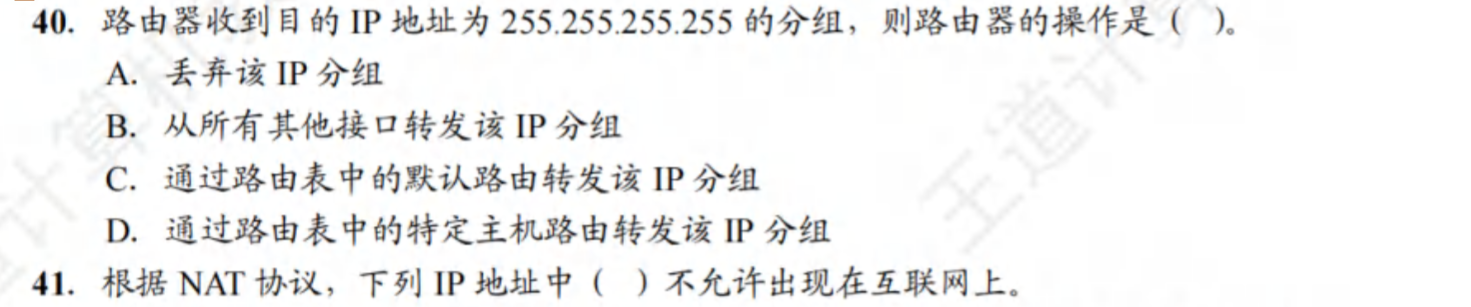 40. 路由器收到目的 IP 地址为 255.255.255.255 的分组，则路由器的操作是（ ）。
A. 丢弃该 IP 分组
B. 从所有其他接口转发该 IP 分组
C. 通过路由表中的默认路由转发该 IP 分组
D. 通过路由表中的特定主机路由转发该 IP 分组
41. 根据 NAT 协议，下列 IP 地址中（ ）不允许出现在互联网上。
王道计算